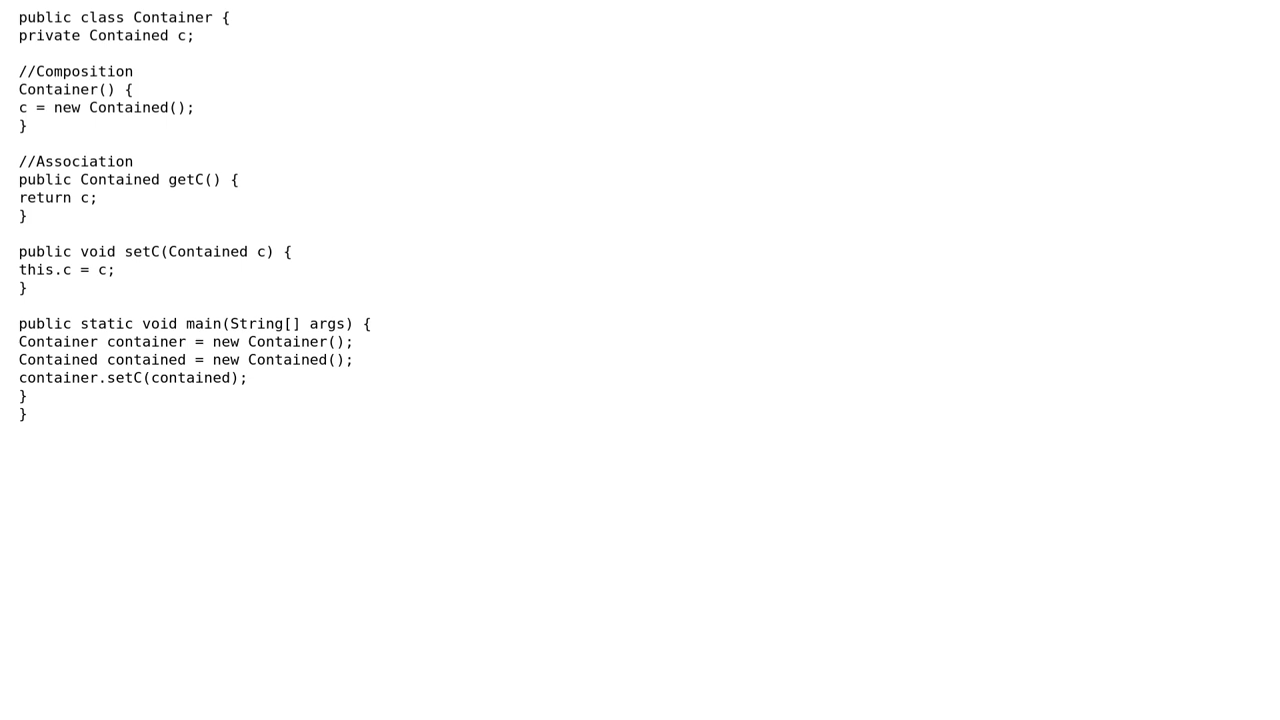 public class Container {
private Contained c;

//Composition
Container() {
c = new Contained();
}

//Association
public Contained getC() {
return c;
}

public void setC(Contained c) {
this.c = c;
}

public static void main(String[] args) {
Container container = new Container();
Contained contained = new Contained();
container.setC(contained);
}
}